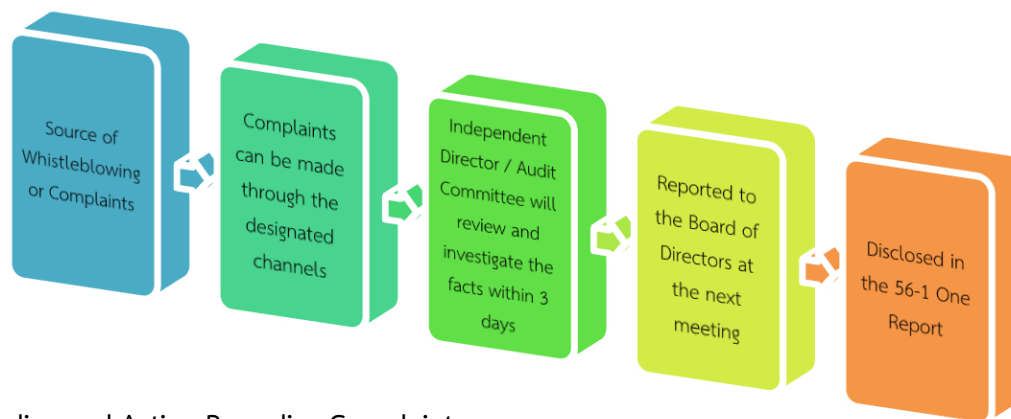 Source of
Whistleblowing
or Complaints
Complaints
can be made
through the
designated
channels
Independent
Director / Audit
Committee will
review and
investigate the
facts within 3
days
Reported to
the Board of
Directors at
the next
meeting
Disclosed in
the 56-1 One
Report